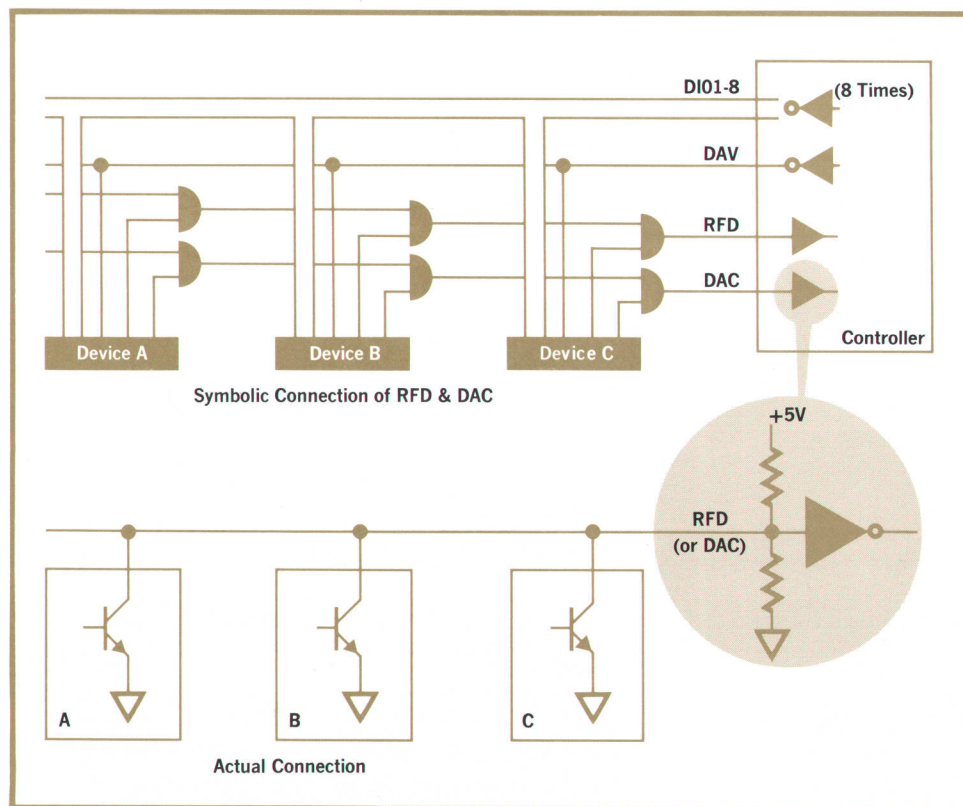 DI01-8
(8 Times)
DAV
RFD
DAC
Controller
Device A
Device B
Device C
Symbolic Connection of RFD & DAC
+5V
RFD
(or DAC)
A
B
C
Actual Connection